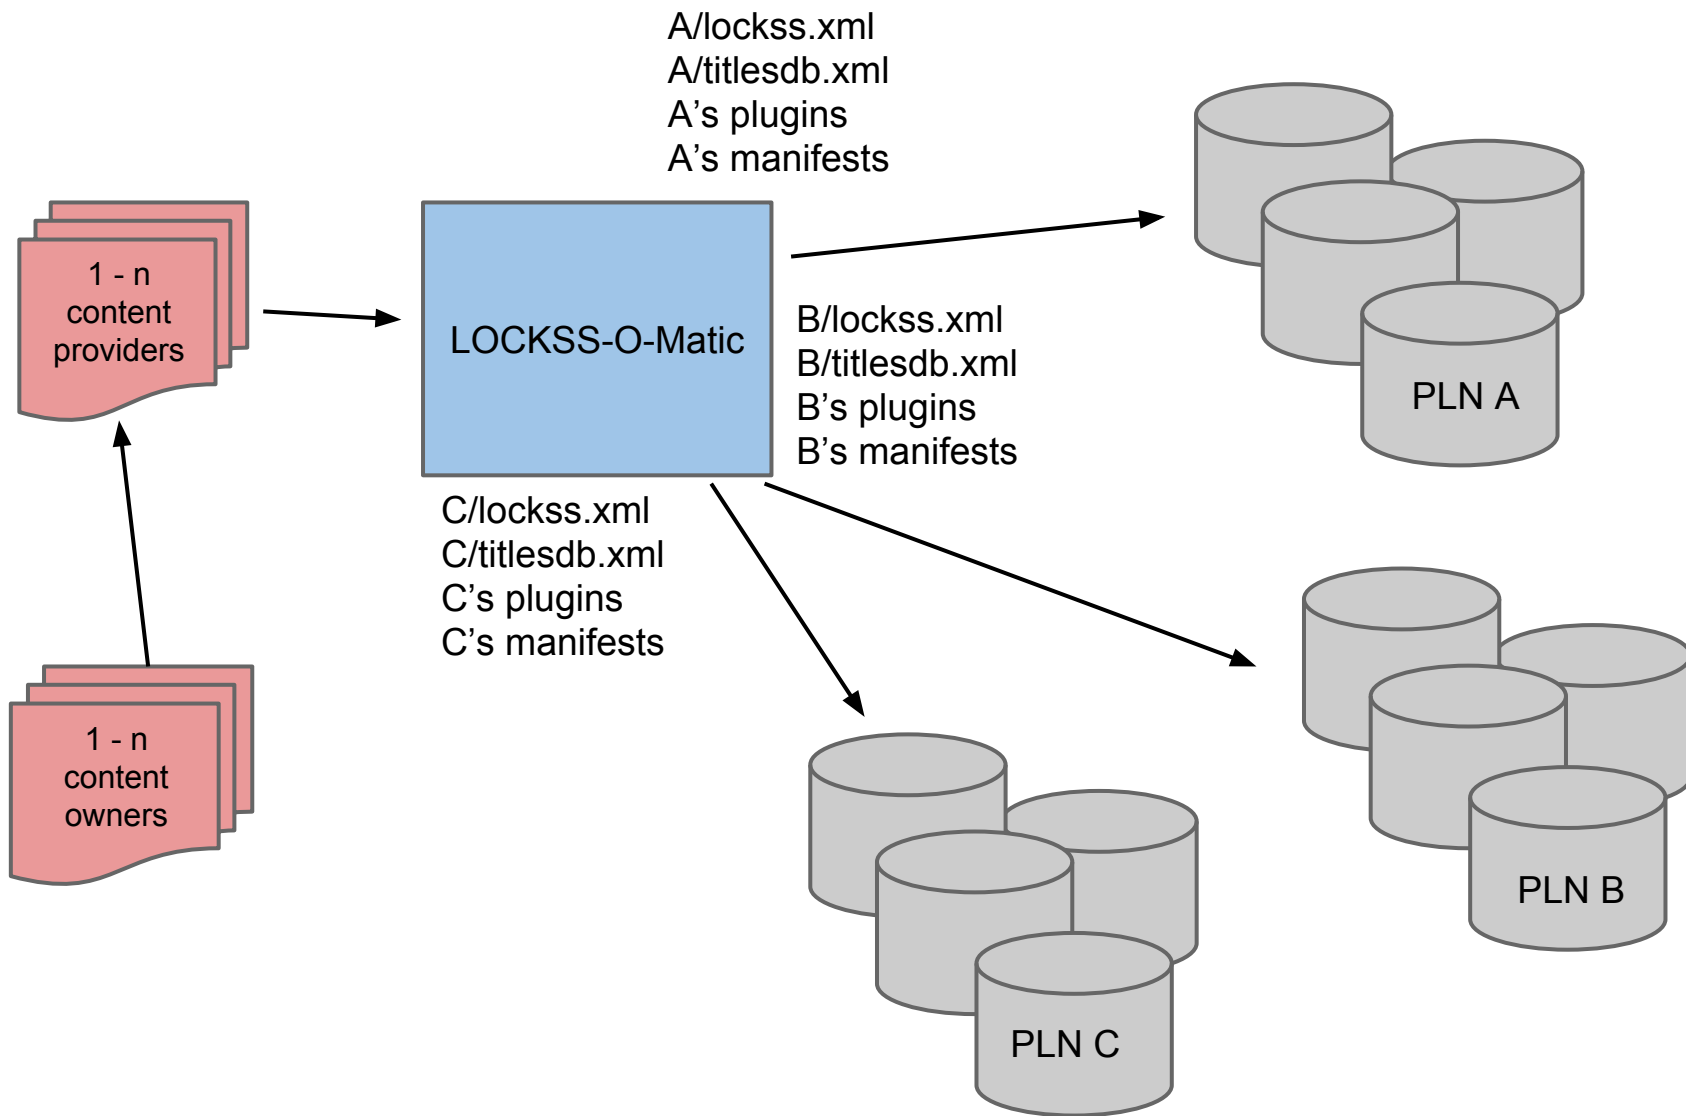 A/lockss.xml
A/titlesdb.xml
A’s plugins
A’s manifests
1 - n
content
providers
LOCKSS-O-Matic
B/lockss.xml
B/titlesdb.xml
B’s plugins
B’s manifests
PLN A
C/lockss.xml
C/titlesdb.xml
C’s plugins
C’s manifests
1 - n
content
owners
PLN B
PLN C